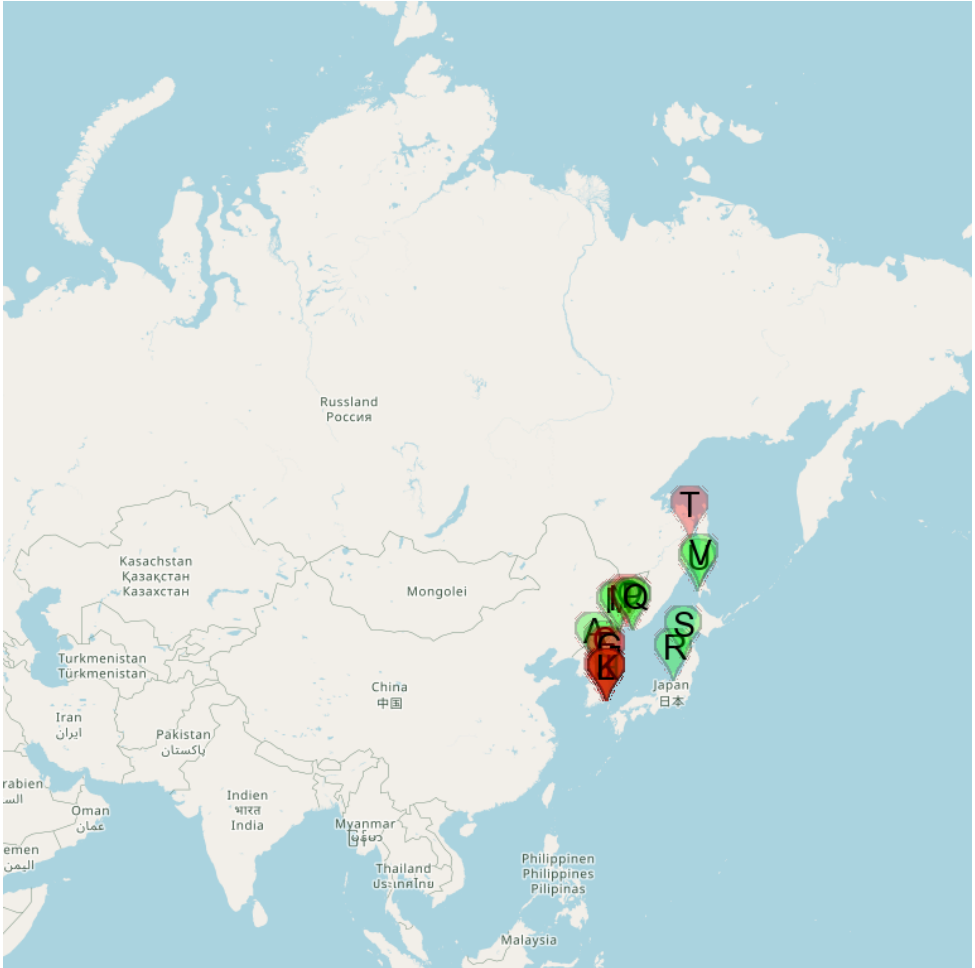 Russland
Россия
T
Kasachstan
Қазақстан
Казахстан
Mongolei
Q
A
S
G
R
L
Turkmenistan
Türkmenistan
China
中国
Japan
日本
Iran
ایران
Pakistan
پاکستان
rabien
Oman
عمان
Indien
भारत
India
Myanmar
emen
اليمن
Thailand
ประเทศไทย
Philippinen
Philippines
Pilipinas
Malaysia